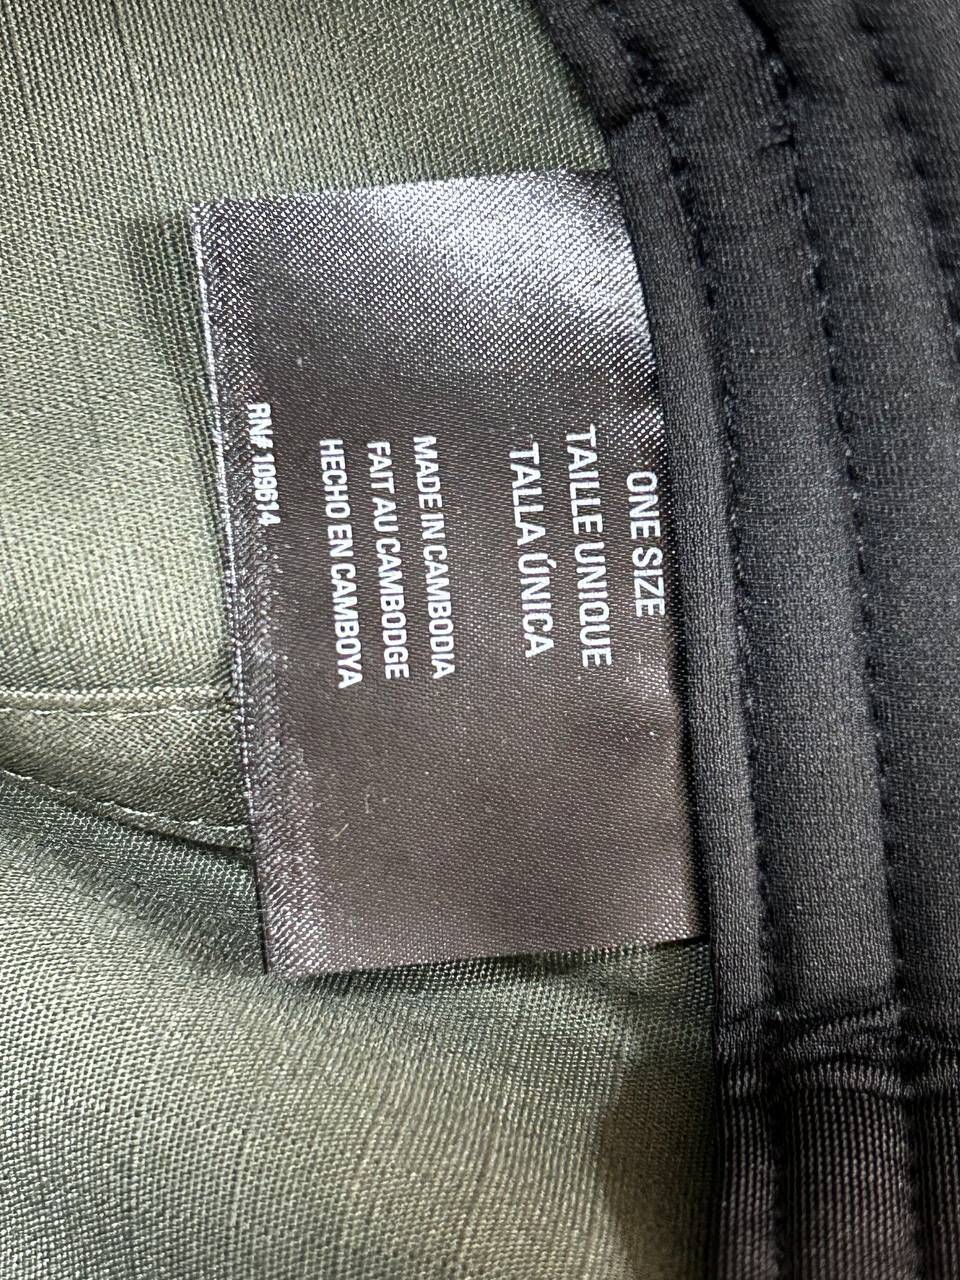 ONE SIZE
TAILLE UNIQUE
TALLA ÚNICA
MADE IN CAMBODIA
FAIT AU CAMBODGE
HECHO EN CAMBOYA
RN# 109614